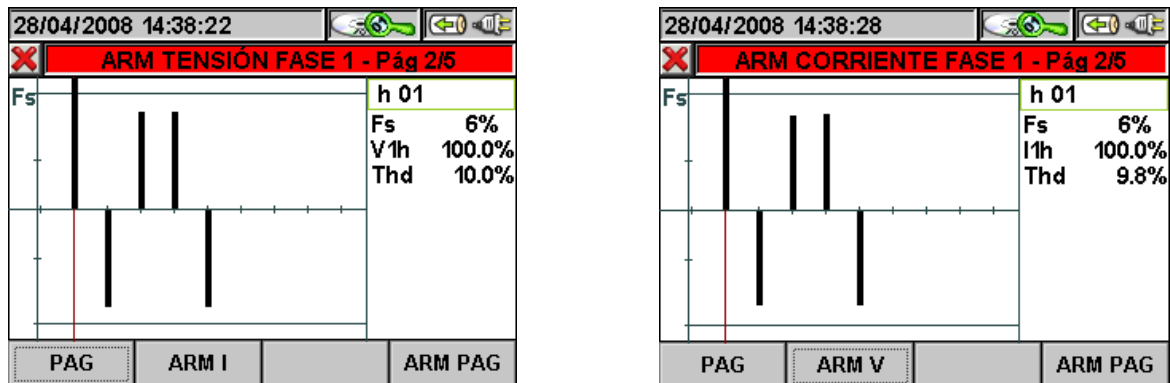 28/04/2008 14:38:22
ARM TENSIÓN FASE 1 - Pág 2/5
Fs
h 01
Fs 6%
V1h 100.0%
Thd 10.0%
PAG ARM I ARM PAG
28/04/2008 14:38:28
ARM CORRIENTE FASE 1 - Pág 2/5
Fs
h 01
Fs 6%
I1h 100.0%
Thd 9.8%
PAG ARM V ARM PAG